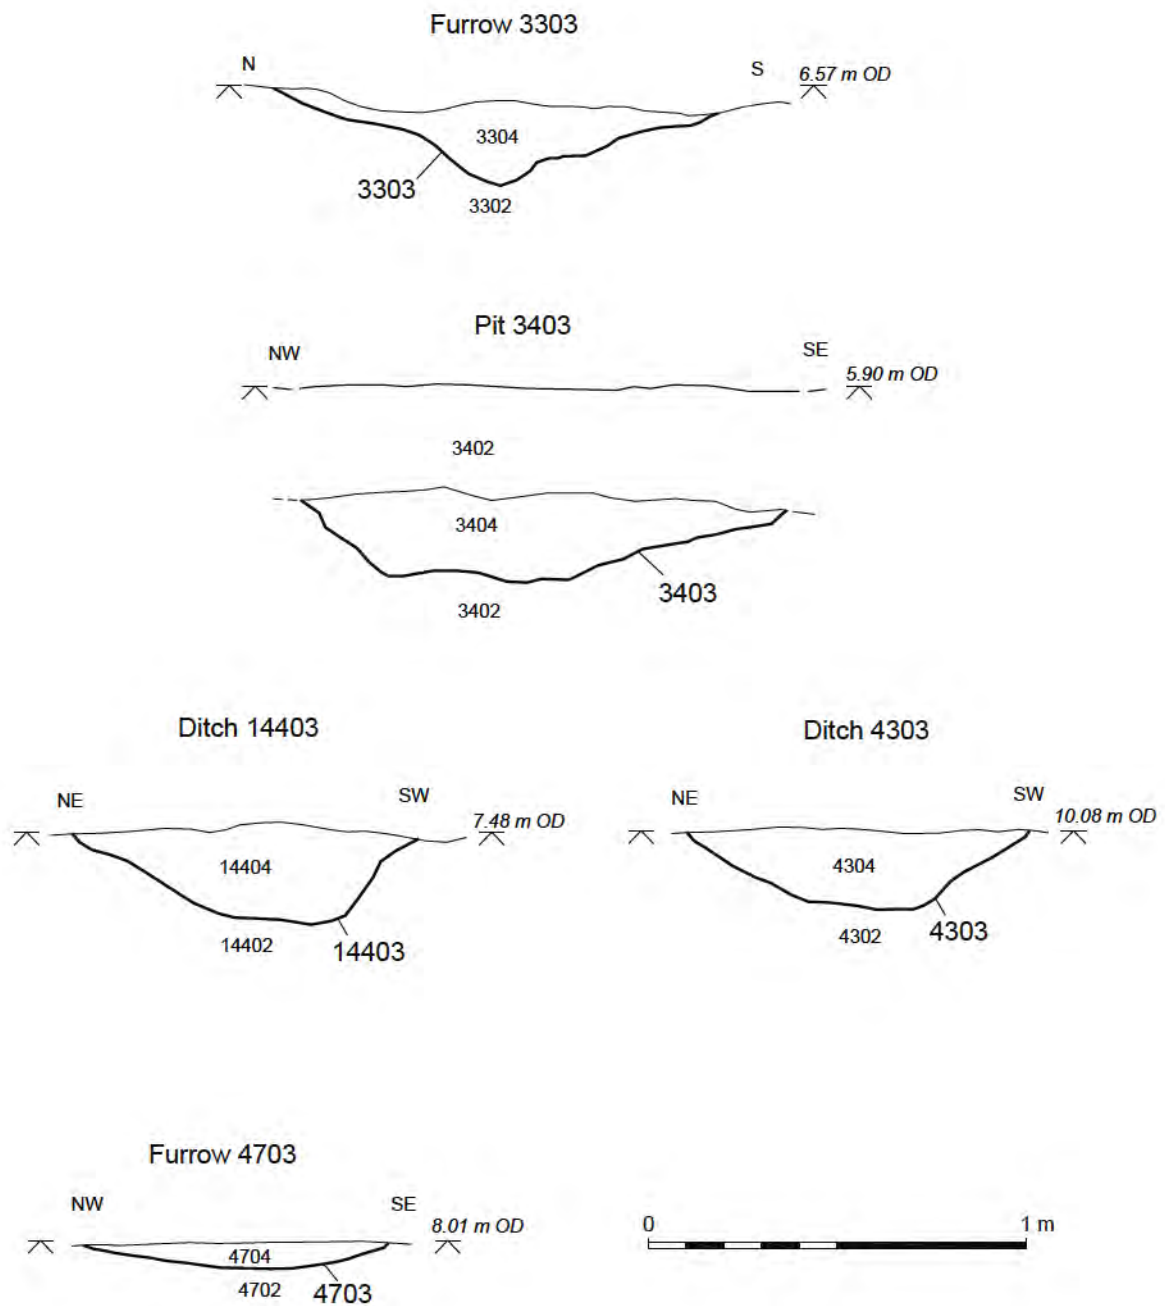 Furrow 3303
N
S
6.57 m OD
3304
3303
3302
Pit 3403
NW
SE
5.90 m OD
3402
3404
3403
3402
Ditch 14403
NE
SW
7.48 m OD
14404
14402
14403
Ditch 4303
NE
SW
10.08 m OD
4304
4302
4303
Furrow 4703
NW
SE
8.01 m OD
4704
4702
4703
0
1 m